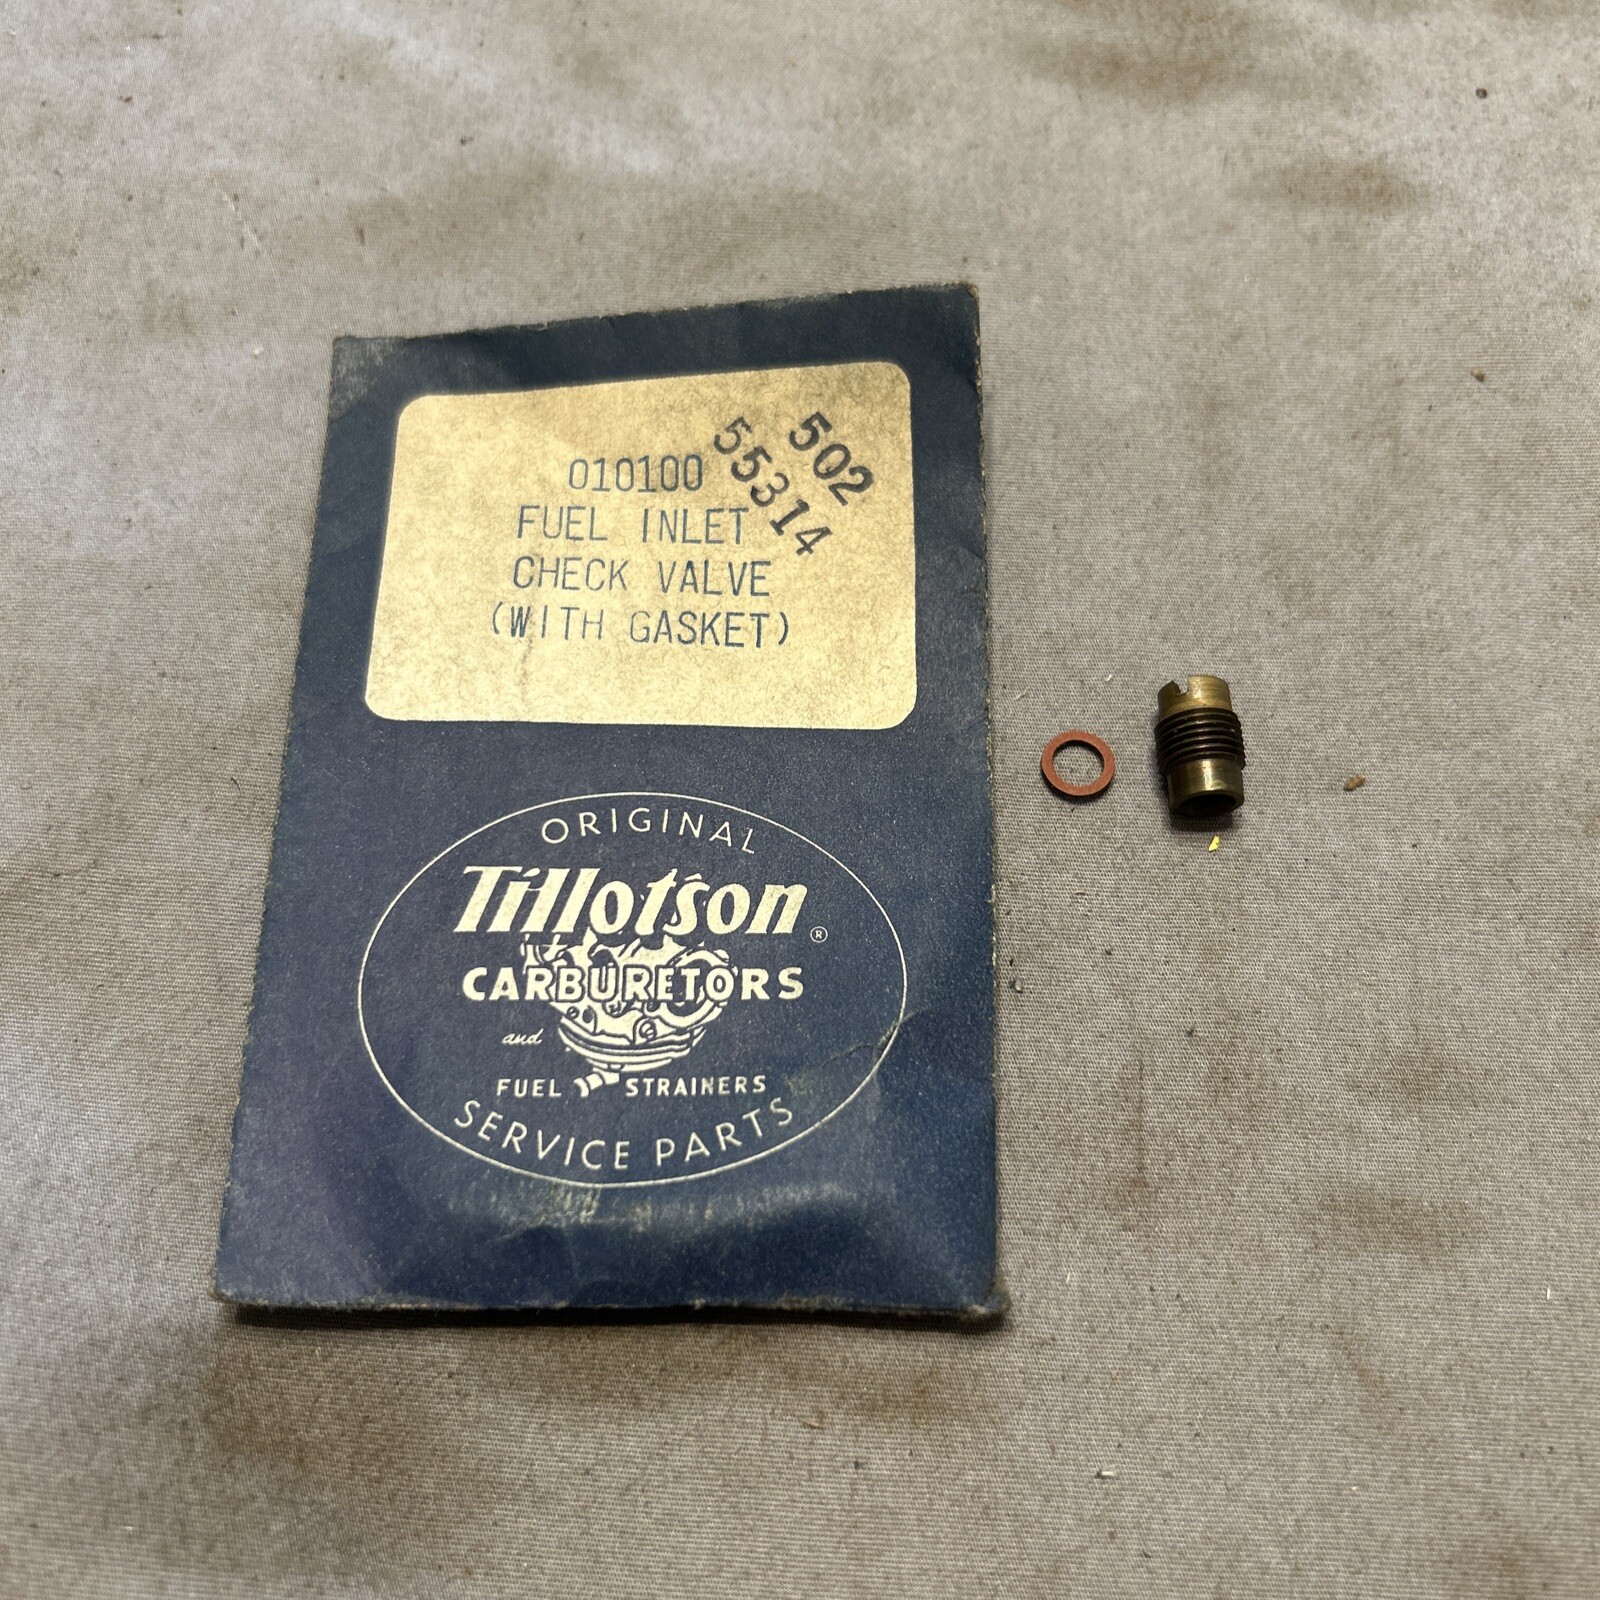 502
55314
010100
FUEL INLET
CHECK VALVE
(WITH GASKET)
ORIGINAL
Tillotson ®
CARBURETORS
and
FUEL STRAINERS
SERVICE PARTS